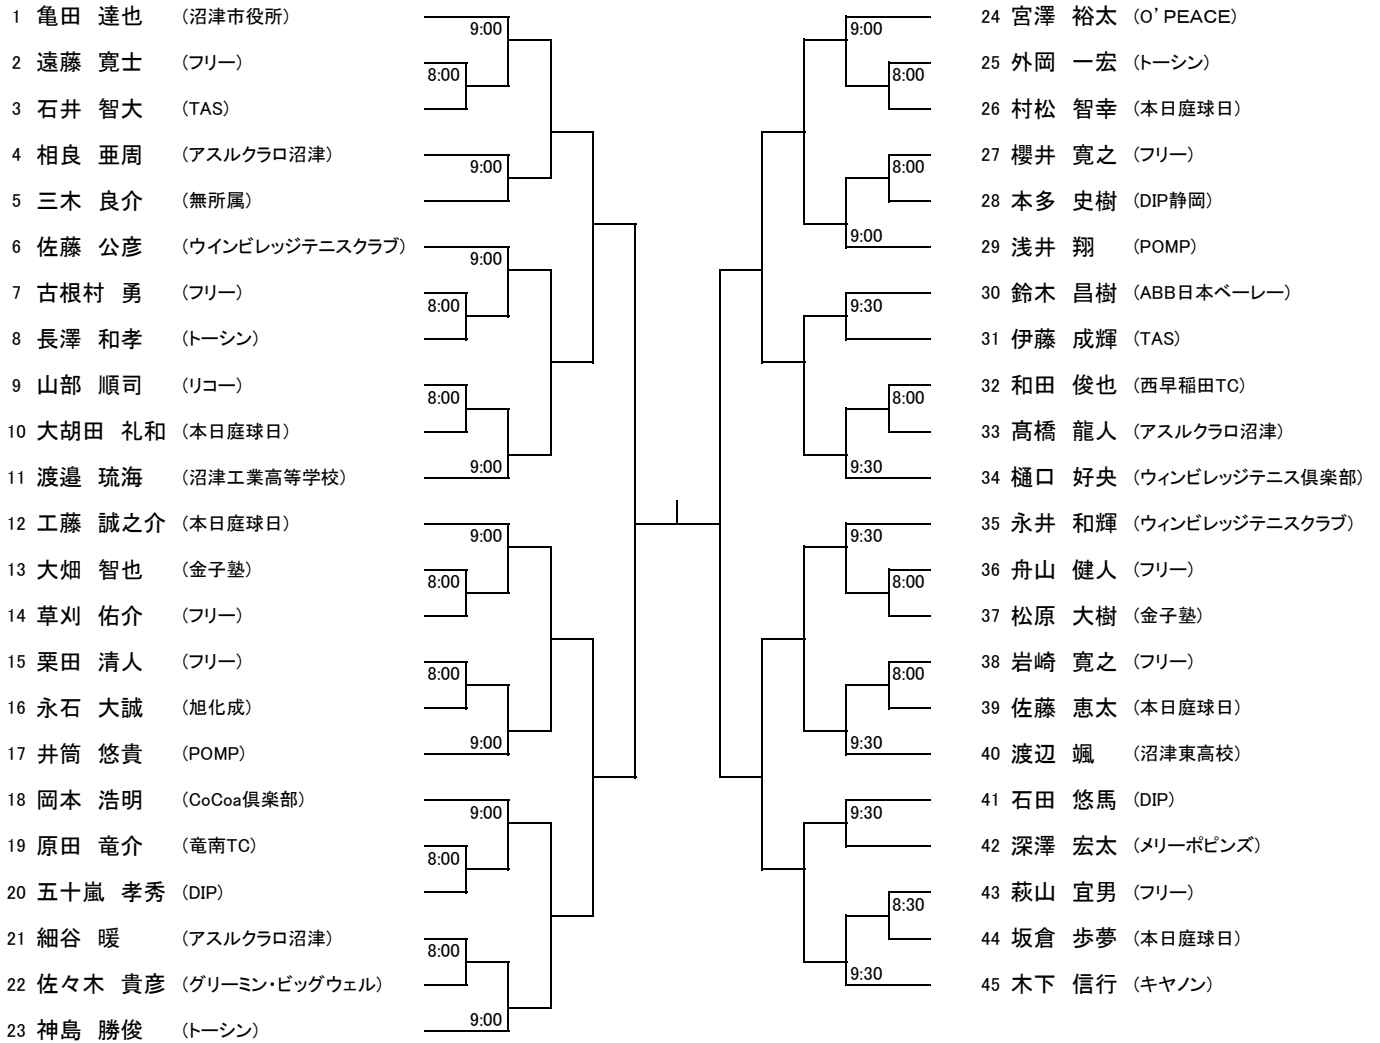 1 亀田 達也 (沼津市役所)
9:00
2 遠藤 寛士 (フリー)
8:00
3 石井 智大 (TAS)
4 相良 亜周 (アスルクラロ沼津)
9:00
5 三木 良介 (無所属)
6 佐藤 公彦 (ウインビレッジテニスクラブ)
9:00
7 古根村 勇 (フリー)
8:00
8 長澤 和孝 (トーシン)
9 山部 順司 (リコー)
8:00
10 大胡田 礼和 (本日庭球日)
9:00
11 渡邉 琉海 (沼津工業高等学校)
12 工藤 誠之介 (本日庭球日)
9:00
13 大畑 智也 (金子塾)
8:00
14 草刈 佑介 (フリー)
15 栗田 清人 (フリー)
8:00
16 永石 大誠 (旭化成)
9:00
17 井筒 悠貴 (POMP)
18 岡本 浩明 (CoCoa倶楽部)
9:00
19 原田 竜介 (竜南TC)
8:00
20 五十嵐 孝秀 (DIP)
21 細谷 暖 (アスルクラロ沼津)
8:00
22 佐々木 貴彦 (グリーミン・ビッグウェル)
9:00
23 神島 勝俊 (トーシン)
24 宮澤 裕太 (O’PEACE)
9:00
25 外岡 一宏 (トーシン)
8:00
26 村松 智幸 (本日庭球日)
27 櫻井 寛之 (フリー)
8:00
28 本多 史樹 (DIP静岡)
9:00
29 浅井 翔 (POMP)
30 鈴木 昌樹 (ABB日本ベーレー)
9:30
31 伊藤 成輝 (TAS)
32 和田 俊也 (西早稲田TC)
8:00
33 髙橋 龍人 (アスルクラロ沼津)
9:30
34 樋口 好央 (ウィンビレッジテニス倶楽部)
35 永井 和輝 (ウィンビレッジテニスクラブ)
9:30
36 舟山 健人 (フリー)
8:00
37 松原 大樹 (金子塾)
38 岩崎 寛之 (フリー)
8:00
39 佐藤 恵太 (本日庭球日)
9:30
40 渡辺 颯 (沼津東高校)
41 石田 悠馬 (DIP)
9:30
42 深澤 宏太 (メリーポピンズ)
43 萩山 宜男 (フリー)
8:30
44 坂倉 歩夢 (本日庭球日)
9:30
45 木下 信行 (キヤノン)